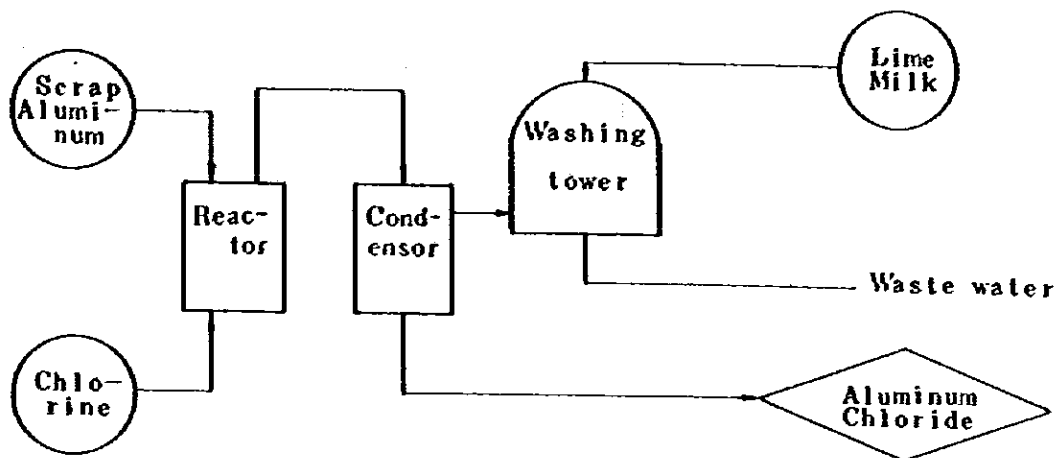 Scrap
Alumi-
num
Lime
Milk
Washing
tower
Reac-
tor
Cond-
ensor
Waste water
Chlo-
rine
Aluminum
Chloride